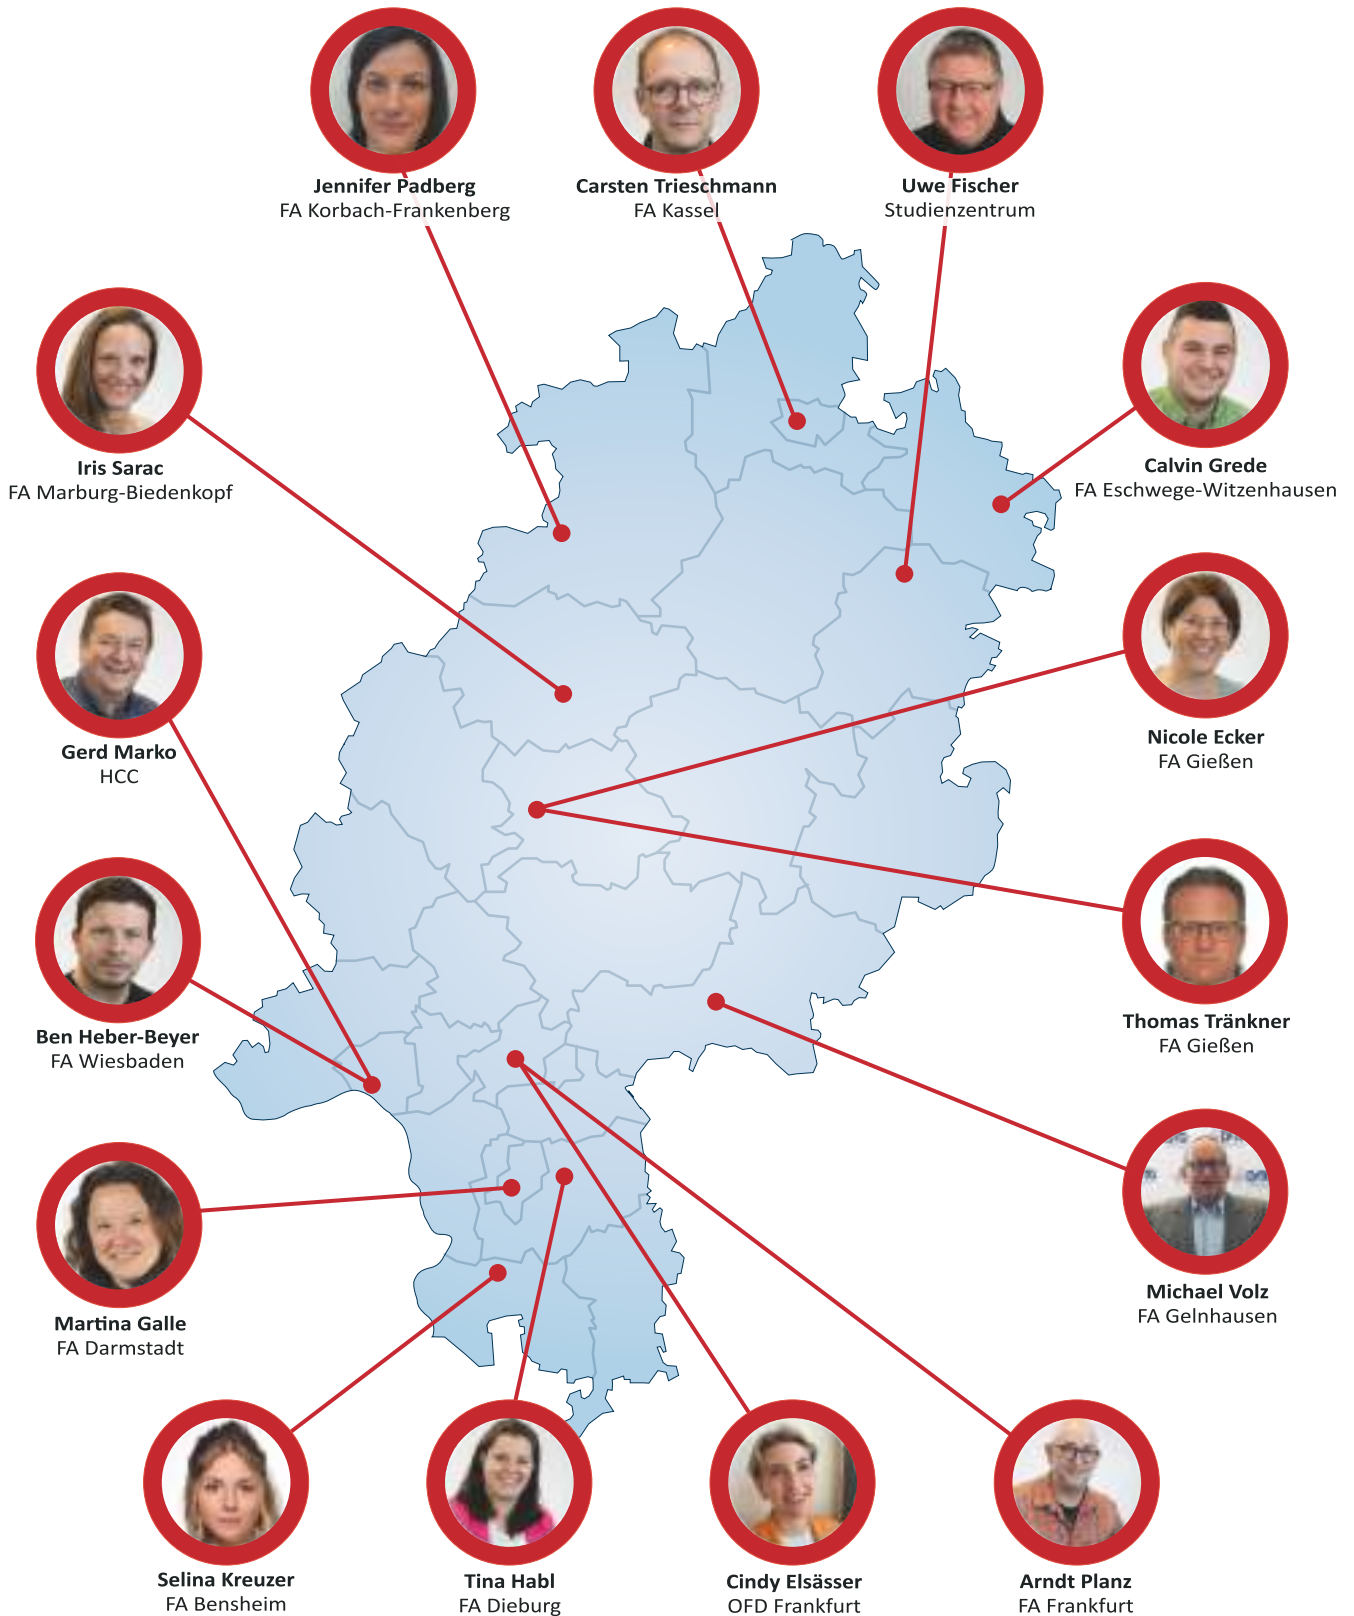 Jennifer Padberg
FA Korbach-Frankenberg
Carsten Trieschmann
FA Kassel
Uwe Fischer
Studienzentrum
Iris Sarac
FA Marburg-Biedenkopf
Calvin Grede
FA Eschwege-Witzenhausen
Gerd Marko
HCC
Nicole Ecker
FA Gießen
Ben Heber-Beyer
FA Wiesbaden
Thomas Tränkner
FA Gießen
Martina Galle
FA Darmstadt
Michael Volz
FA Gelnhausen
Selina Kreuzer
FA Bensheim
Tina Habl
FA Dieburg
Cindy Elsässer
OFD Frankfurt
Arndt Planz
FA Frankfurt